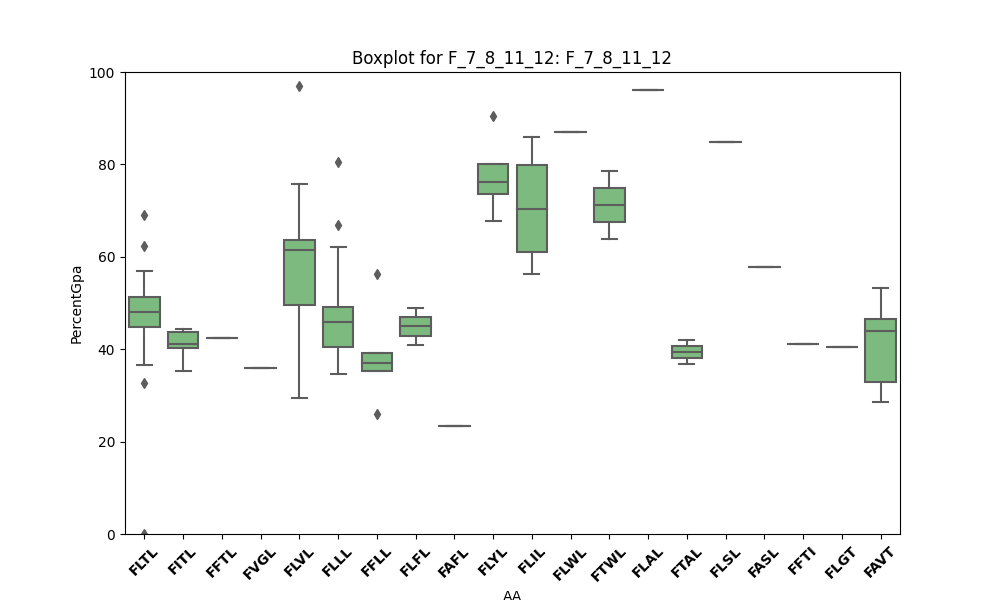 Boxplot for F_7_8_11_12: F_7_8_11_12
100
80
60
40
20
0
PercentGpa
FLTL FITL FFTL FVGL FLVL FLLL FFLL FLFL FAFL FLYL FLIL FLWL FTWL FLAL FTAL FLSL FASL FFTI FLGT FAVT
AA